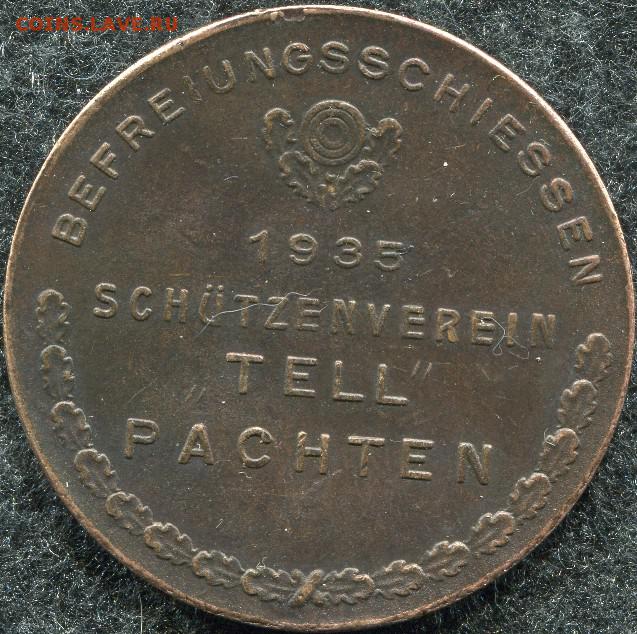 COINS.LAVE.RU
BEFREIUNGSSCHIESSEN
1935
SCHÜTZENVEREIN
„TELL"
PACHTEN